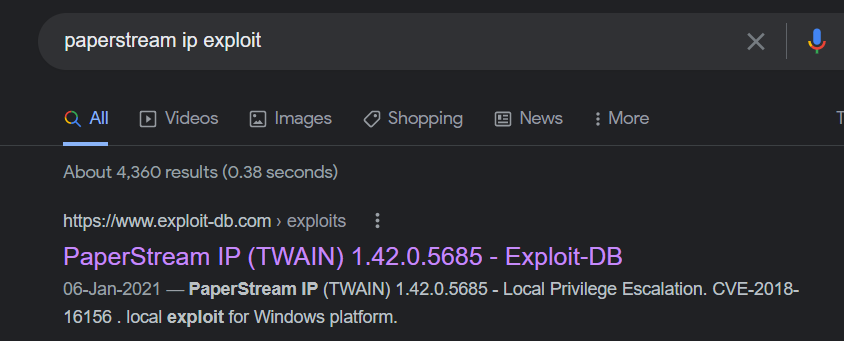 paperstream ip exploit
All Videos Images Shopping News More T
About 4,360 results (0.38 seconds)
https://www.exploit-db.com › exploits
PaperStream IP (TWAIN) 1.42.0.5685 - Exploit-DB
06-Jan-2021 — PaperStream IP (TWAIN) 1.42.0.5685 - Local Privilege Escalation. CVE-2018-
16156 . local exploit for Windows platform.